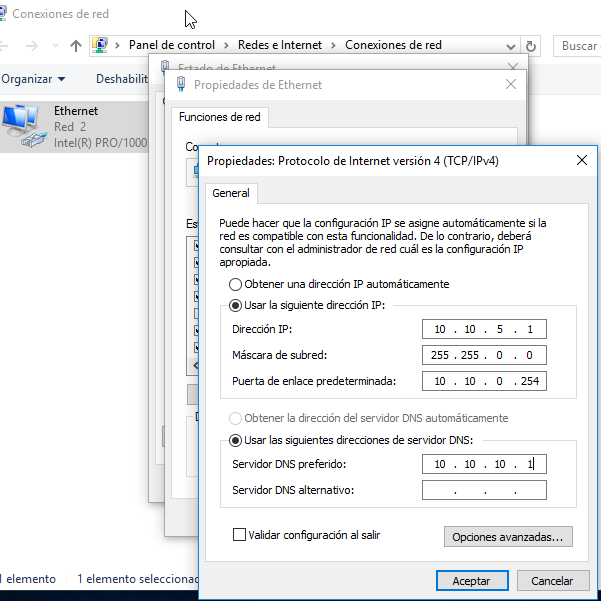 Conexiones de red
Panel de control > Redes e Internet > Conexiones de red
Buscar
Organizar
Deshabilit
Estado de Ethernet
Propiedades de Ethernet
Ethernet
Red 2
Intel(R) PRO/1000
Funciones de red
Propiedades: Protocolo de Internet versión 4 (TCP/IPv4)
General
Puede hacer que la configuración IP se asigne automáticamente si la
red es compatible con esta funcionalidad. De lo contrario, deberá
consultar con el administrador de red cuál es la configuración IP
apropiada.
Obtener una dirección IP automáticamente
Usar la siguiente dirección IP:
Dirección IP: 10 . 10 . 5 . 1
Máscara de subred: 255 . 255 . 0 . 0
Puerta de enlace predeterminada: 10 . 10 . 0 . 254
Obtener la dirección del servidor DNS automáticamente
Usar las siguientes direcciones de servidor DNS:
Servidor DNS preferido: 10 . 10 . 10 . 1
Servidor DNS alternativo: . . .
Validar configuración al salir
Opciones avanzadas...
1 elemento
1 elemento seleccionad
Aceptar
Cancelar